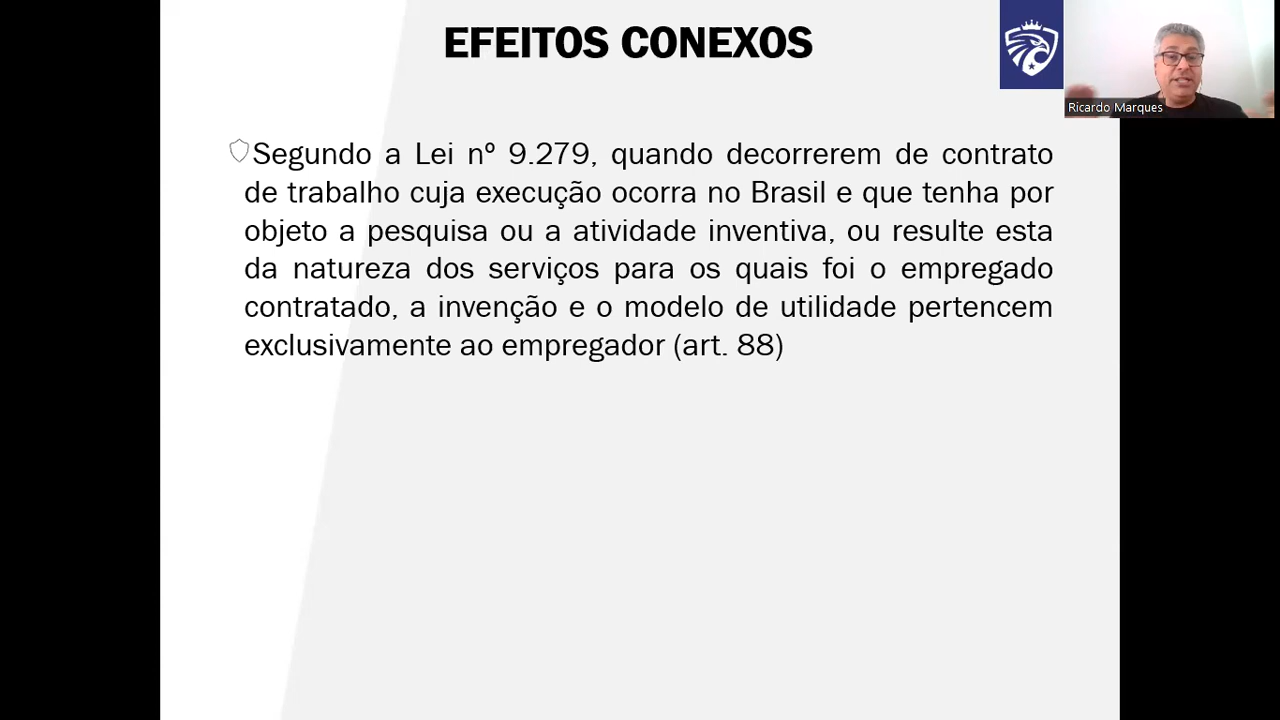 EFEITOS CONEXOS
Ricardo Marques
Segundo a Lei nº 9.279, quando decorrerem de contrato
de trabalho cuja execução ocorra no Brasil e que tenha por
objeto a pesquisa ou a atividade inventiva, ou resulte esta
da natureza dos serviços para os quais foi o empregado
contratado, a invenção e o modelo de utilidade pertencem
exclusivamente ao empregador (art. 88)